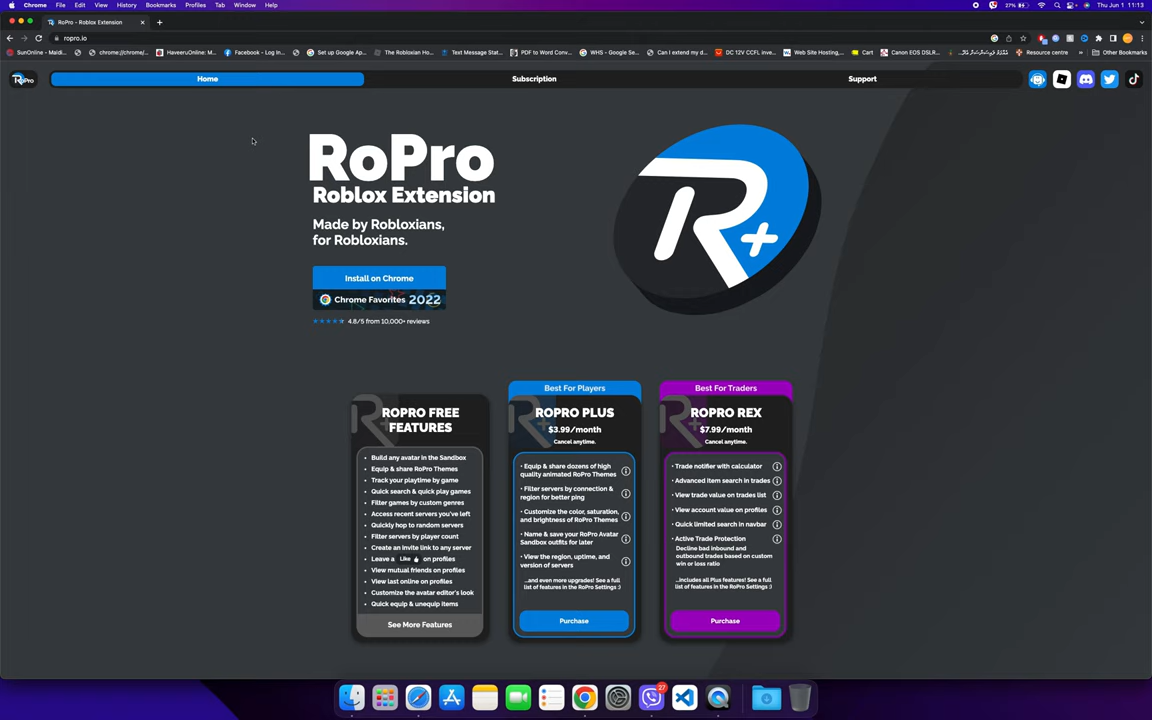 Chrome File Edit View History Bookmarks Profiles Tab Window Help 27% Thu Jun 1 11:13
RoPro - Roblox Extension
ropro.io
SunOnline - Maldi... chrome://chrome/... HaveeruOnline: M... Facebook - Log In... Set up Google Ap... The Robloxian Ho... Text Message Stat... PDF to Word Conv... WHS - Google Se... Can I extend my d... DC 12V CCFL inve... Web Site Hosting,... Cart Canon EOS DSLR... Resource centre » Other Bookmarks
RoPro Home Subscription Support
RoPro
Roblox Extension
Made by Robloxians,
for Robloxians.
Install on Chrome
Chrome Favorites 2022
4.8/5 from 10,000+ reviews
ROPRO FREE
FEATURES
• Build any avatar in the Sandbox
• Equip & share RoPro Themes
• Track your playtime by game
• Quick search & quick play games
• Filter games by custom genres
• Access recent servers you've left
• Quickly hop to random servers
• Filter servers by player count
• Create an invite link to any server
• Leave a Like on profiles
• View mutual friends on profiles
• View last online on profiles
• Customize the avatar editor's look
• Quick equip & unequip items
See More Features
Best For Players
ROPRO PLUS
$3.99/month
Cancel anytime.
• Equip & share dozens of high
quality animated RoPro Themes
• Filter servers by connection &
region for better ping
• Customize the color, saturation,
and brightness of RoPro Themes
• Name & save your RoPro Avatar
Sandbox outfits for later
• View the region, uptime, and
version of servers
...and even more upgrades! See a full
list of features in the RoPro Settings :)
Purchase
Best For Traders
ROPRO REX
$7.99/month
Cancel anytime.
• Trade notifier with calculator
• Advanced item search in trades
• View trade value on trades list
• View account value on profiles
• Quick limited search in navbar
• Active Trade Protection
Decline bad inbound and
outbound trades based on custom
win or loss ratio
...includes all Plus features! See a full
list of features in the RoPro Settings :)
Purchase
27